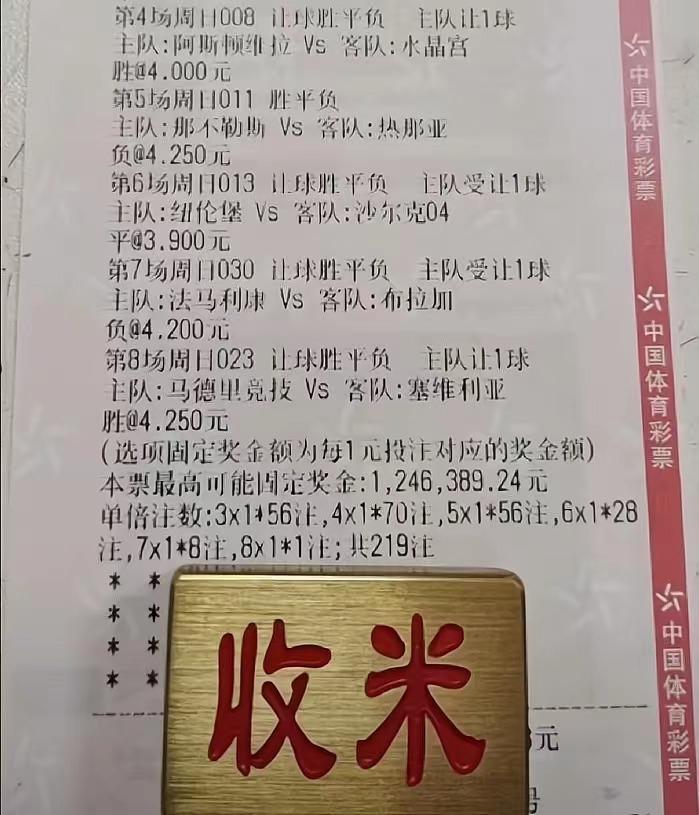 第4场周日008 让球胜平负 主队让1球
主队:阿斯顿维拉 Vs 客队:水晶宫
胜@4.000元
第5场周日011 胜平负
主队:那不勒斯 Vs 客队:热那亚
负@4.250元
第6场周日013 让球胜平负 主队受让1球
主队:纽伦堡 Vs 客队:沙尔克04
平@3.900元
第7场周日030 让球胜平负 主队受让1球
主队:法马利康 Vs 客队:布拉加
负@4.200元
第8场周日023 让球胜平负 主队让1球
主队:马德里竞技 Vs 客队:塞维利亚
胜@4.250元
(选项固定奖金额为每1元投注对应的奖金额)
本票最高可能固定奖金:1,246,389.24元
单倍注数:3x1*56注,4x1*70注,5x1*56注,6x1*28
注,7x1*8注,8x1*1注;共219注
* *
* *
* *
* *
元
收米
中国体育彩票
中国体育彩票
中国体育彩票